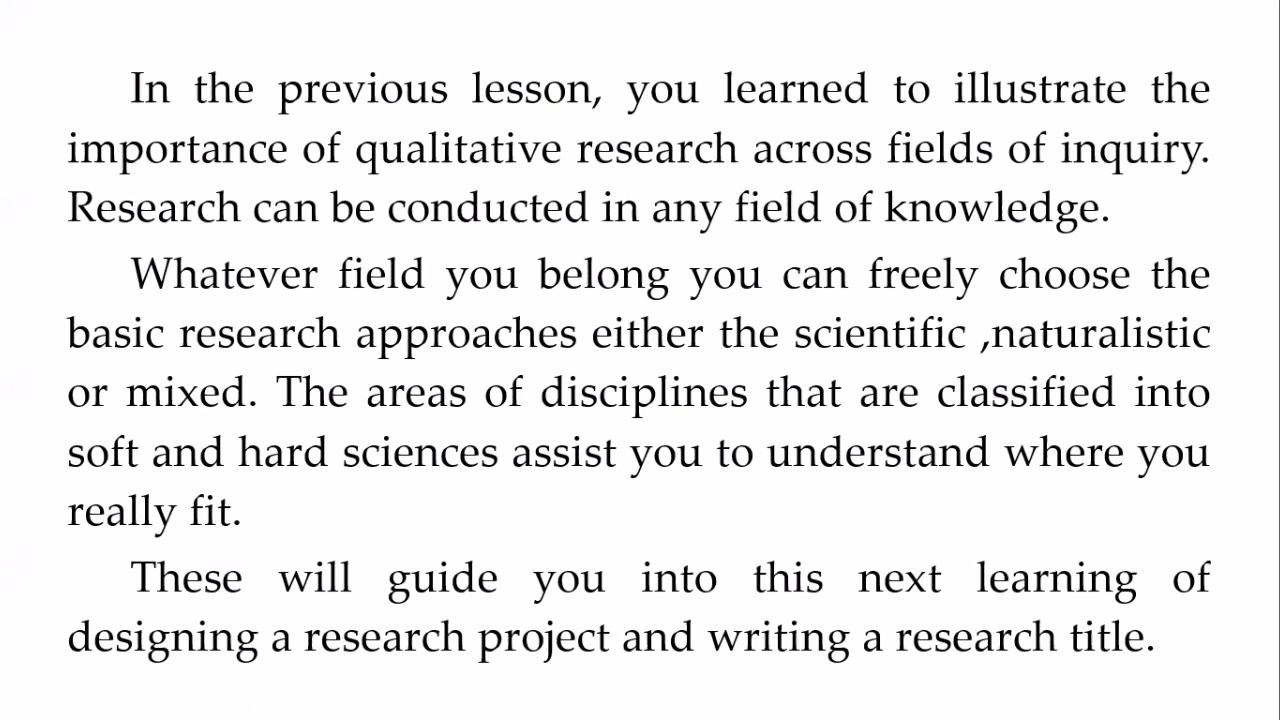 In the previous lesson, you learned to illustrate the
importance of qualitative research across fields of inquiry.
Research can be conducted in any field of knowledge.
Whatever field you belong you can freely choose the
basic research approaches either the scientific ,naturalistic
or mixed. The areas of disciplines that are classified into
soft and hard sciences assist you to understand where you
really fit.
These will guide you into this next learning of
designing a research project and writing a research title.